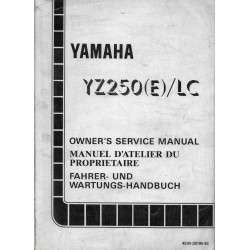 YAMAHA
YZ250(E)/LC
OWNER'S SERVICE MANUAL
MANUEL D'ATELIER DU
PROPRIETAIRE
FAHRER- UND
WARTUNGS-HANDBUCH